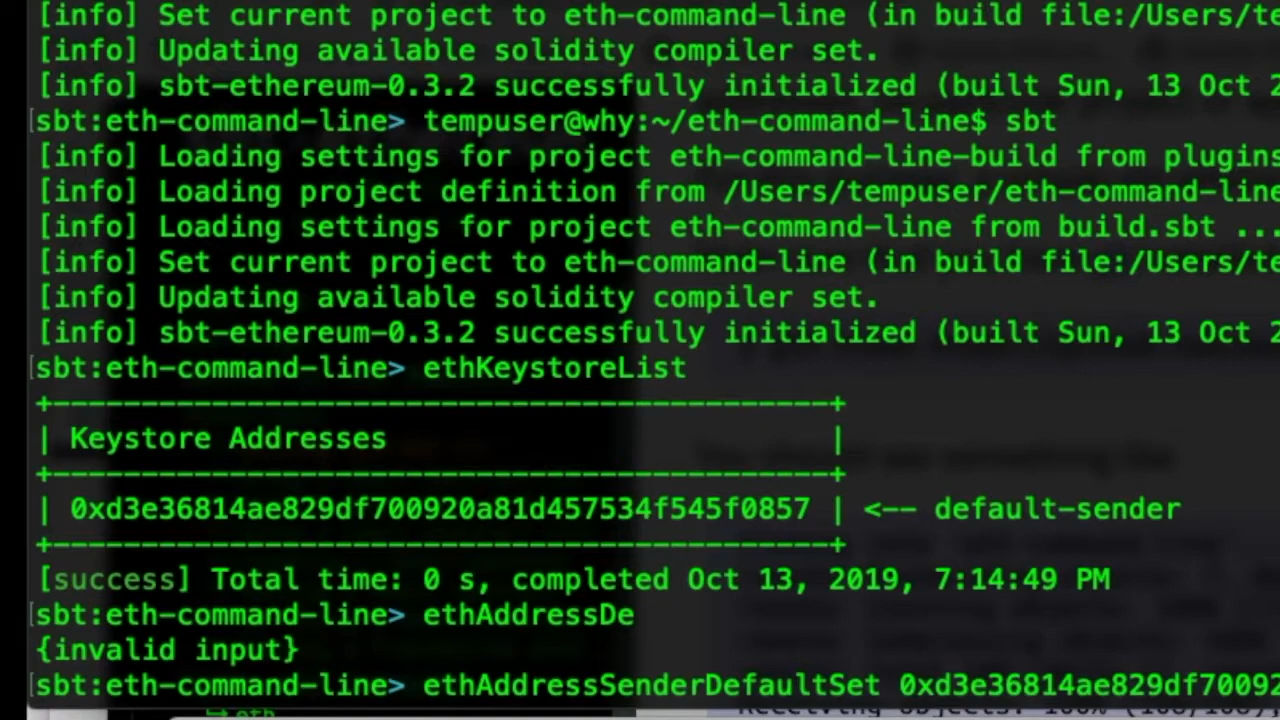 [info] Set current project to eth-command-line (in build file:/Users/te
[info] Updating available solidity compiler set.
[info] sbt-ethereum-0.3.2 successfully initialized (built Sun, 13 Oct 2
[sbt:eth-command-line> tempuser@why:~/eth-command-line$ sbt
[info] Loading settings for project eth-command-line-build from plugins
[info] Loading project definition from /Users/tempuser/eth-command-line
[info] Loading settings for project eth-command-line from build.sbt ...
[info] Set current project to eth-command-line (in build file:/Users/te
[info] Updating available solidity compiler set.
[info] sbt-ethereum-0.3.2 successfully initialized (built Sun, 13 Oct 2
[sbt:eth-command-line> ethKeystoreList
+--------------------------------------------+
| Keystore Addresses                         |
+--------------------------------------------+
| 0xd3e36814ae829df700920a81d457534f545f0857 | <-- default-sender
+--------------------------------------------+
[success] Total time: 0 s, completed Oct 13, 2019, 7:14:49 PM
[sbt:eth-command-line> ethAddressDe
{invalid input}
[sbt:eth-command-line> ethAddressSenderDefaultSet 0xd3e36814ae829df70092
eth